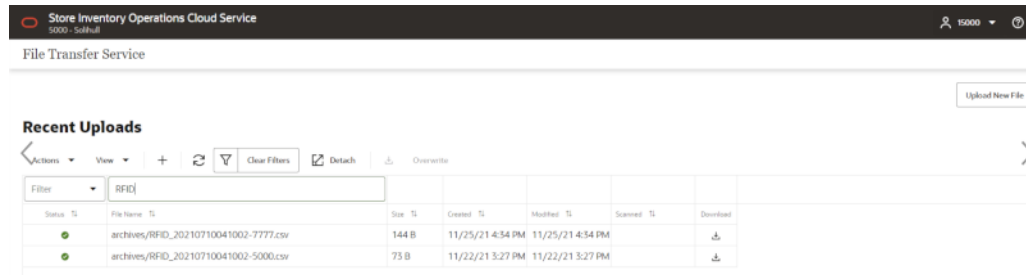 Store Inventory Operations Cloud Service
5000 - Solihull
15000
File Transfer Service
Upload New File
Recent Uploads
Actions View Clear Filters Detach Overwrite
Filter RFID
Status File Name Size Created Modified Scanned Download
archives/RFID_20210710041002-7777.csv 144 B 11/25/21 4:34 PM 11/25/21 4:34 PM
archives/RFID_20210710041002-5000.csv 73 B 11/22/21 3:27 PM 11/22/21 3:27 PM